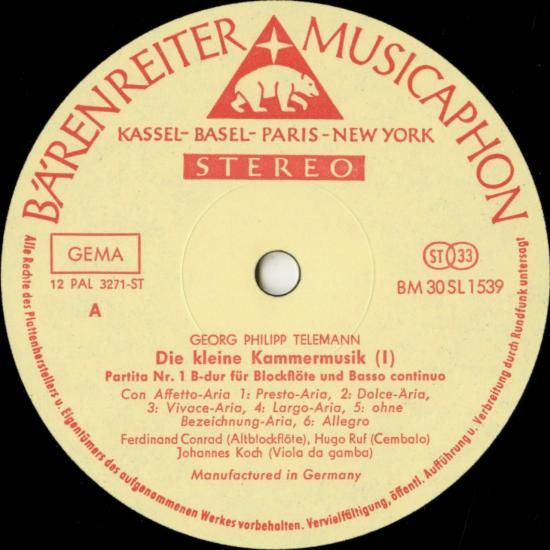 BÄRENREITER MUSICAPHON
KASSEL- BASEL- PARIS - NEW YORK
STEREO
GEMA
12 PAL 3271-ST
A
ST 33
BM 30 SL 1539
GEORG PHILIPP TELEMANN
Die kleine Kammermusik (I)
Partita Nr. 1 B-dur für Blockflöte und Basso continuo
Con Affetto-Aria 1: Presto-Aria, 2: Dolce-Aria,
3: Vivace-Aria, 4: Largo-Aria, 5: ohne
Bezeichnung-Aria, 6: Allegro
Ferdinand Conrad (Altblockflöte), Hugo Ruf (Cembalo)
Johannes Koch (Viola da gamba)
Manufactured in Germany
Alle Rechte des Plattenherstellers u. Eigentümers des aufgenommenen Werkes vorbehalten. Vervielfältigung, öffentl. Aufführung u. Verbreitung durch Rundfunk untersagt